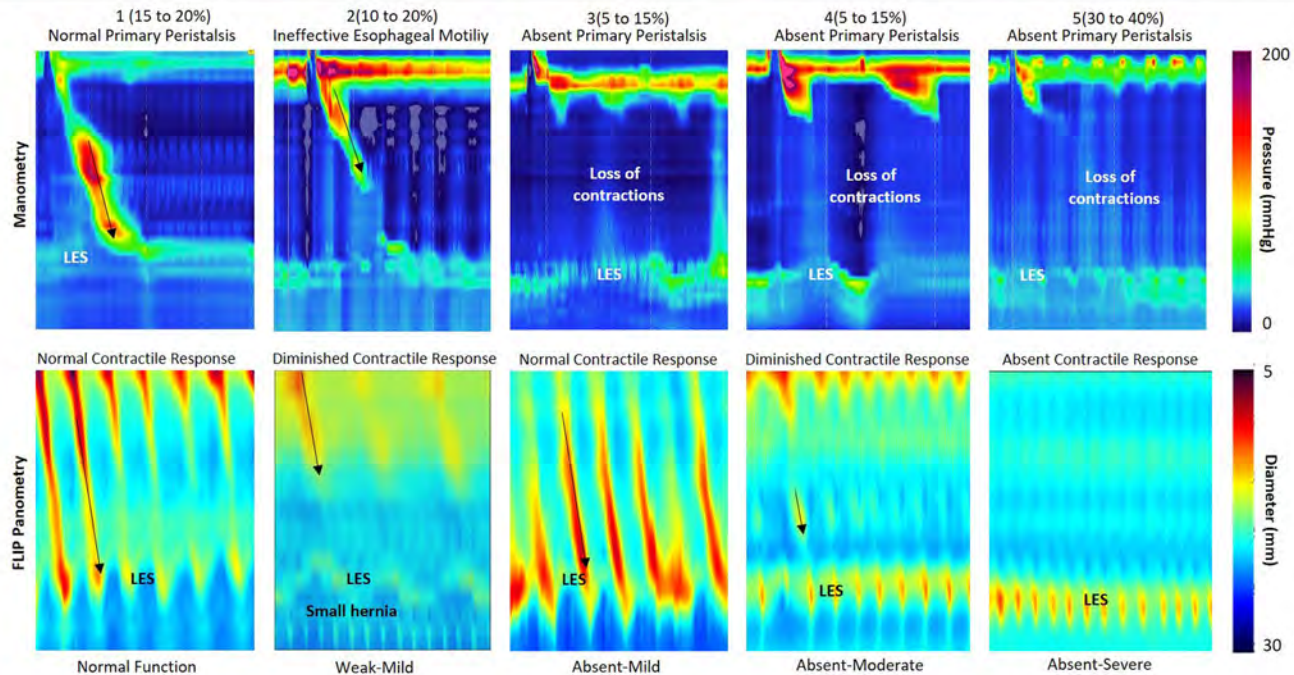 1 (15 to 20%)
Normal Primary Peristalsis
2(10 to 20%)
Ineffective Esophageal Motiliy
3(5 to 15%)
Absent Primary Peristalsis
4(5 to 15%)
Absent Primary Peristalsis
5(30 to 40%)
Absent Primary Peristalsis
Manometry
LES
Loss of
contractions
LES
Loss of
contractions
LES
Loss of
contractions
LES
200
Pressure (mmHg)
0
Normal Contractile Response
Diminished Contractile Response
Normal Contractile Response
Diminished Contractile Response
Absent Contractile Response
FLIP Panometry
LES
LES
Small hernia
LES
LES
LES
5
Diameter (mm)
30
Normal Function
Weak-Mild
Absent-Mild
Absent-Moderate
Absent-Severe